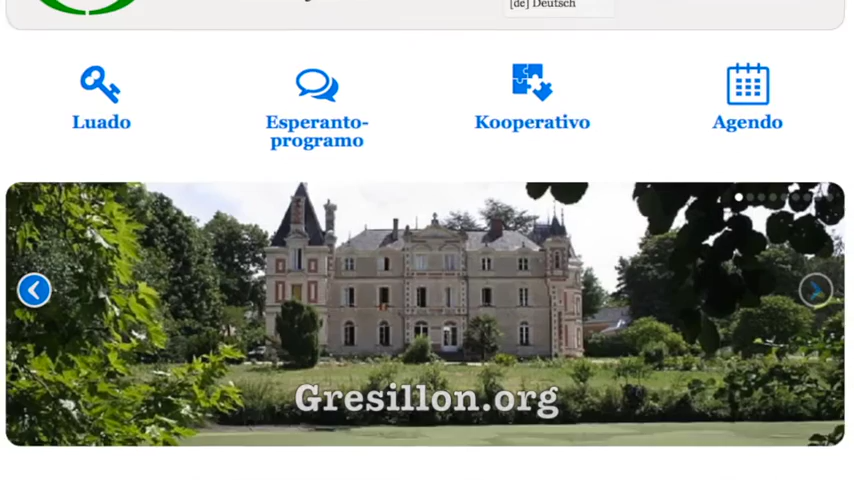 [de] Deutsch
Luado
Esperanto-
programo
Kooperativo
Agendo
Gresillon.org